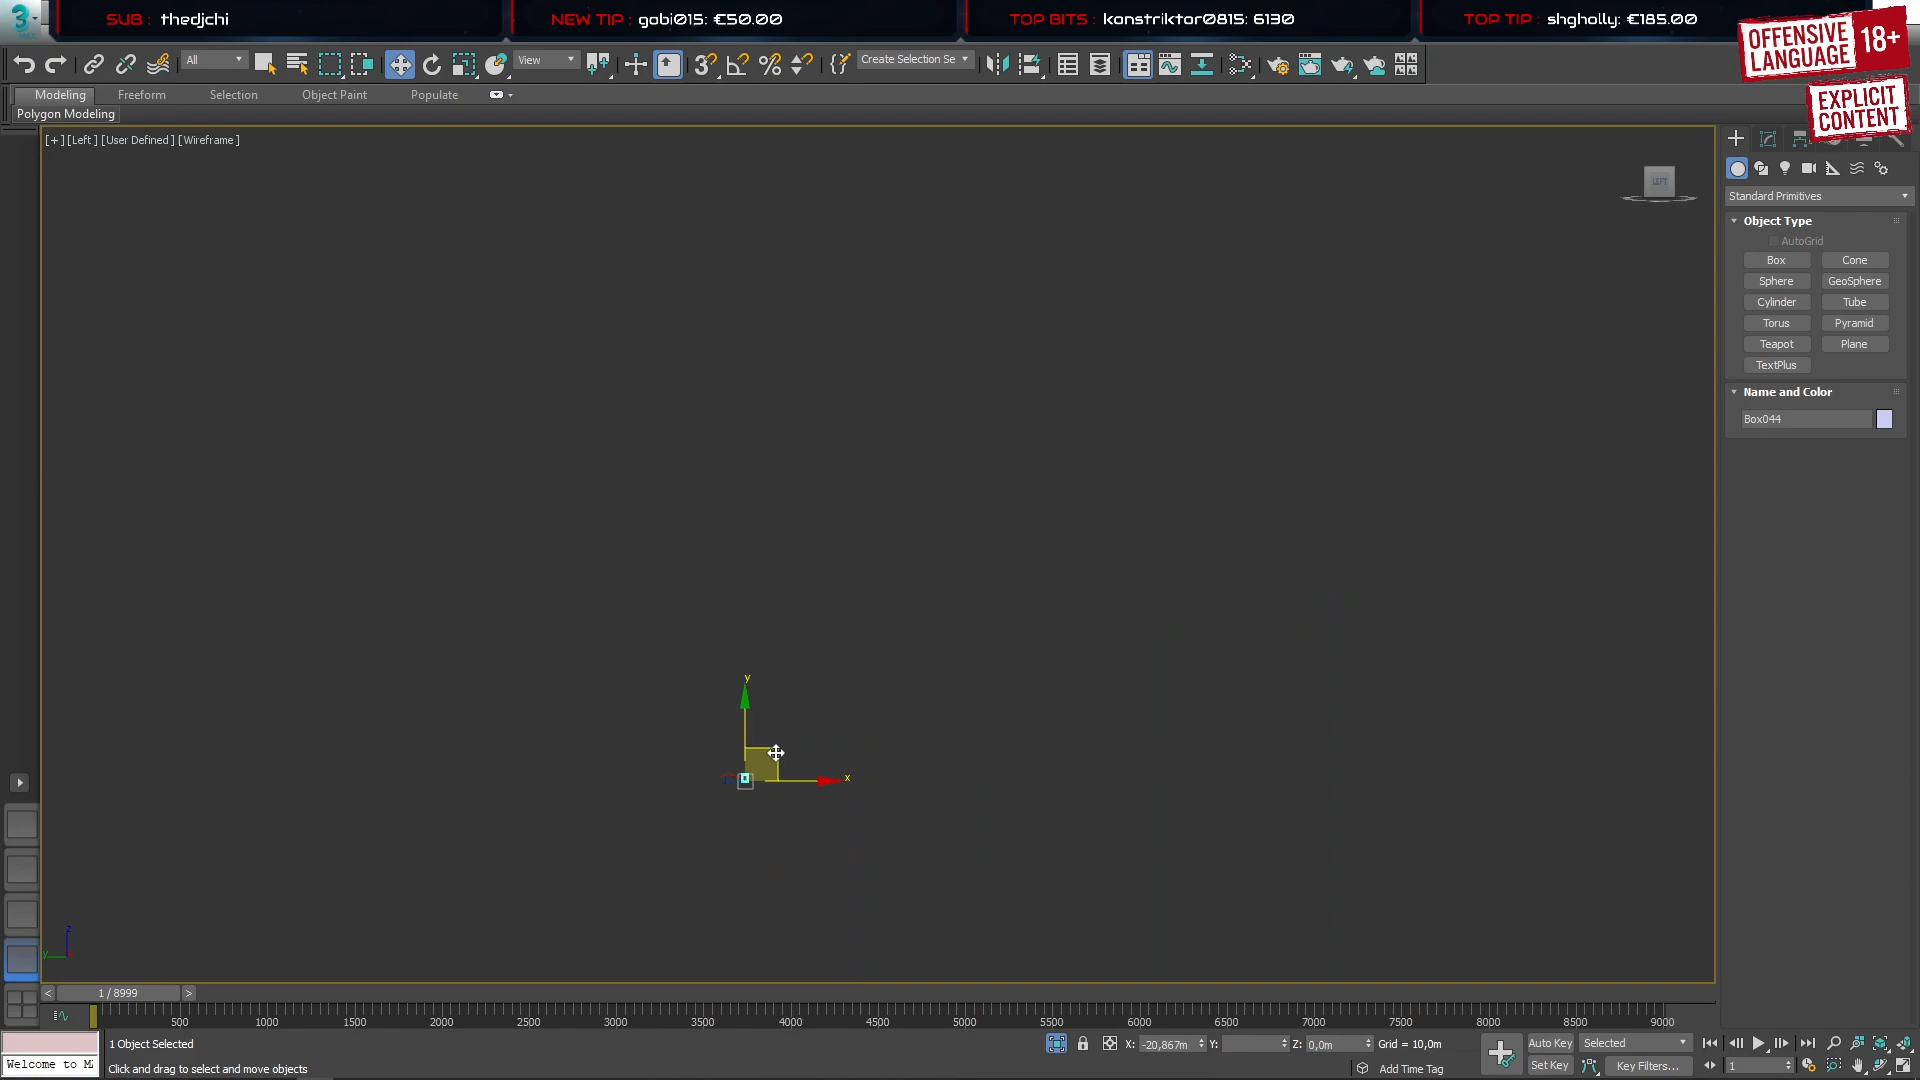 SUB : thedjchi
NEW TIP : gobi015: €50.00
TOP BITS : konstriktor0815: 6130
TOP TIP : shgholly: €185.00
OFFENSIVE LANGUAGE 18+
EXPLICIT CONTENT
3
All
View
Create Selection Se
Modeling
Freeform
Selection
Object Paint
Populate
Polygon Modeling
[+] [Left ] [User Defined ] [Wireframe ]
LEFT
Standard Primitives
Object Type
AutoGrid
Box
Cone
Sphere
GeoSphere
Cylinder
Tube
Torus
Pyramid
Teapot
Plane
TextPlus
Name and Color
Box044
y
x
z
y
< 1 / 8999 >
500 1000 1500 2000 2500 3000 3500 4000 4500 5000 5500 6000 6500 7000 7500 8000 8500 9000
1 Object Selected
X: -20,867m Y: Z: 0,0m Grid = 10,0m
Auto Key
Selected
Welcome to M
Click and drag to select and move objects
Add Time Tag
Set Key
Key Filters...
1